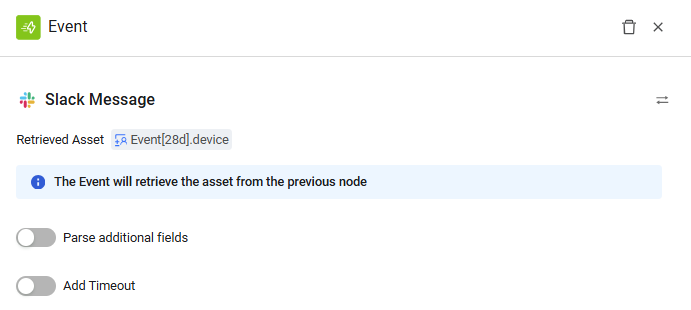 Event
Slack Message
Retrieved Asset Event[28d].device
The Event will retrieve the asset from the previous node
Parse additional fields
Add Timeout